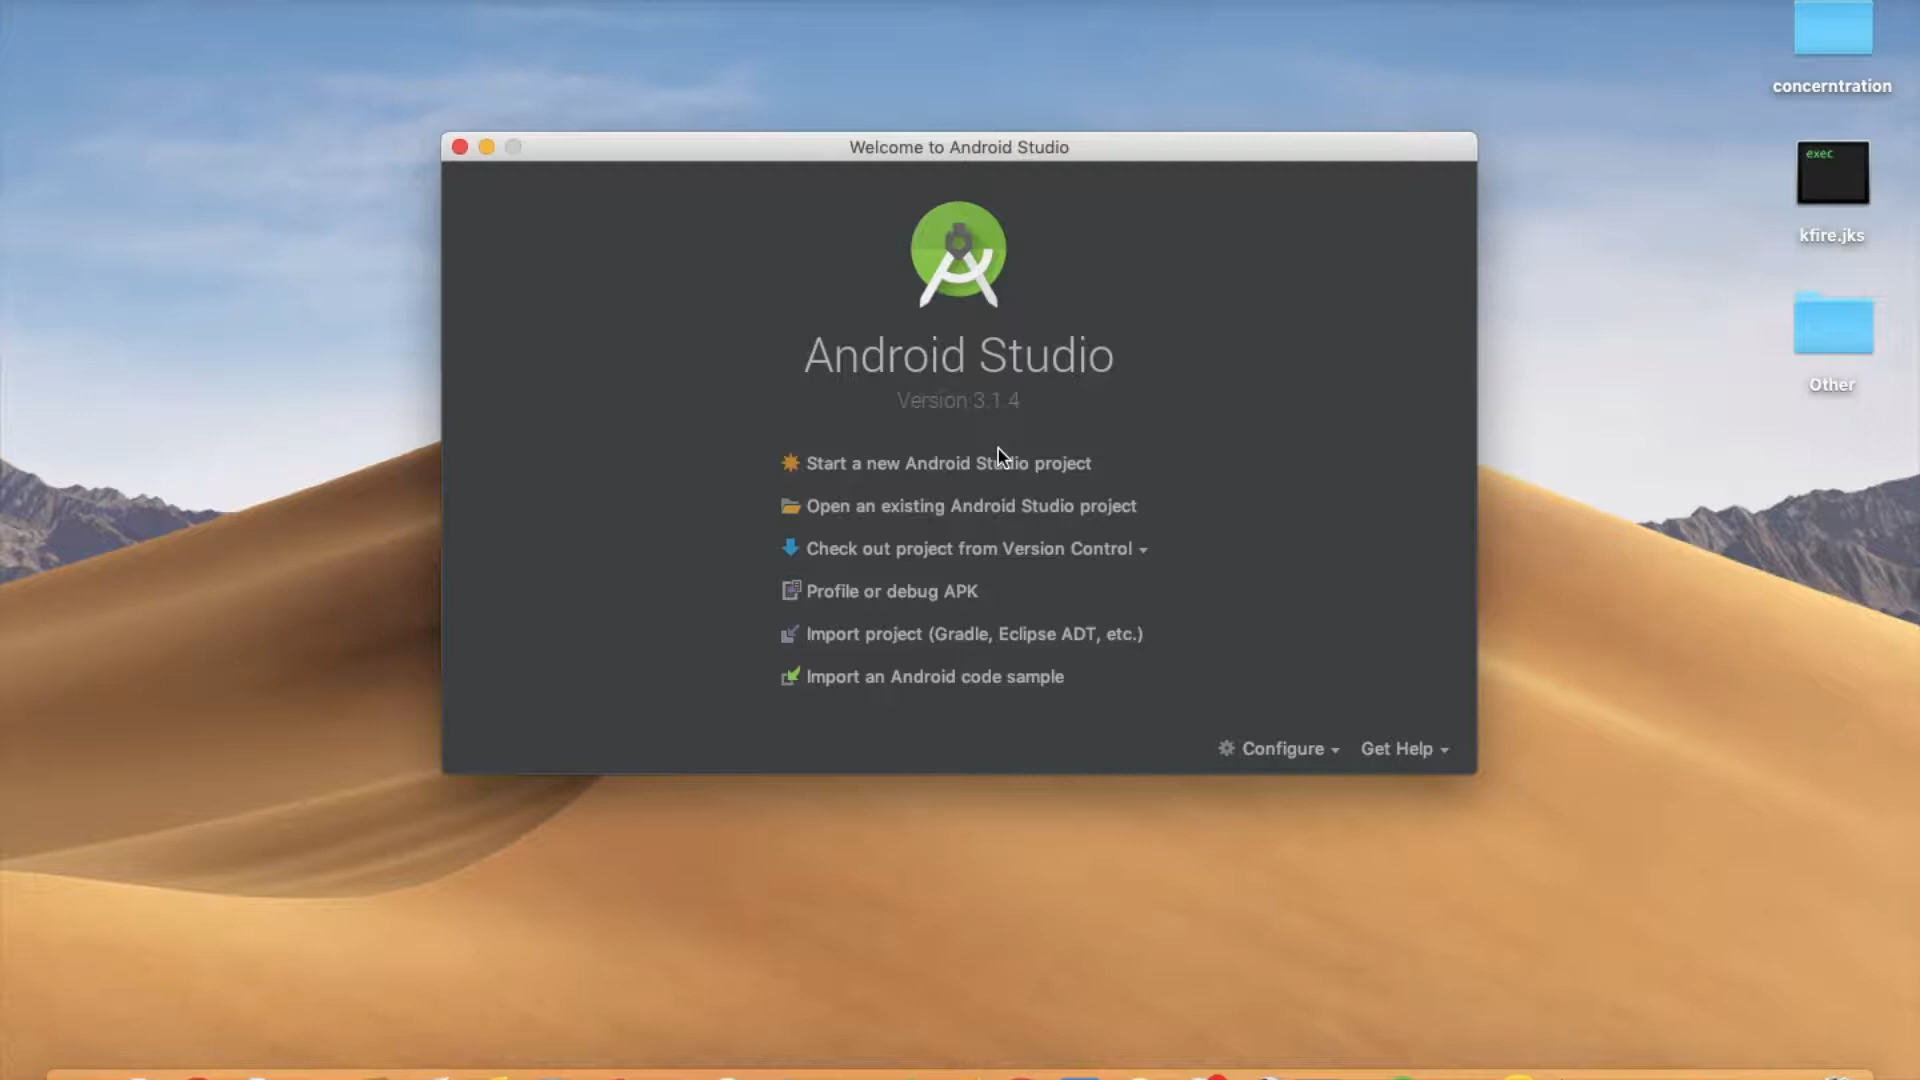 concerntration
Welcome to Android Studio
exec
kfire.jks
Android Studio
Other
Version 3.1.4
Start a new Android Studio project
Open an existing Android Studio project
Check out project from Version Control
Profile or debug APK
Import project (Gradle, Eclipse ADT, etc.)
Import an Android code sample
Configure
Get Help